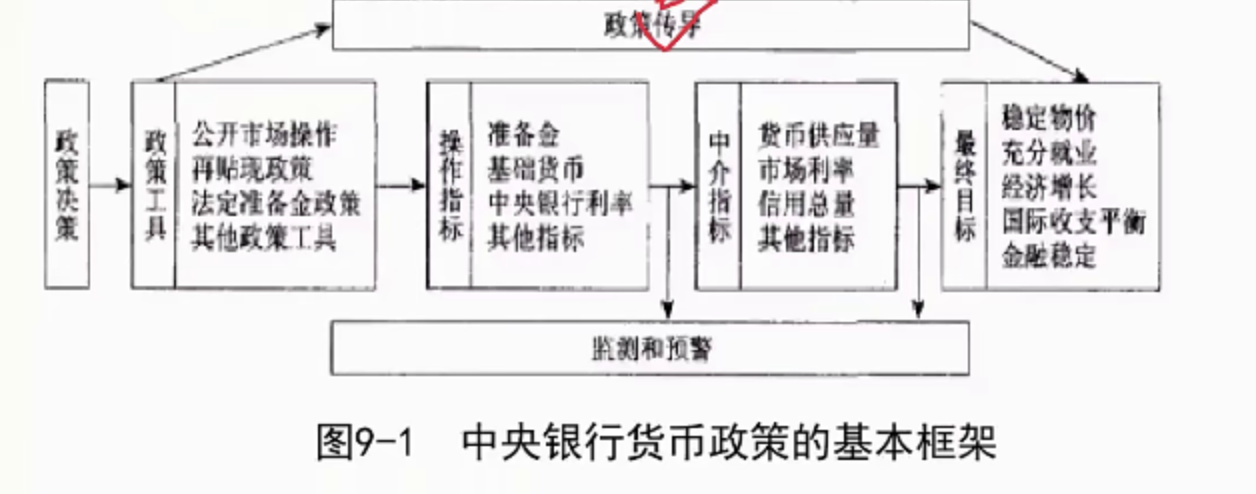 政策传导
政策决策
政策工具
公开市场操作
再贴现政策
法定准备金政策
其他政策工具
操作指标
准备金
基础货币
中央银行利率
其他指标
中介指标
货币供应量
市场利率
信用总量
其他指标
最终目标
稳定物价
充分就业
经济增长
国际收支平衡
金融稳定
监测和预警
图9-1 中央银行货币政策的基本框架